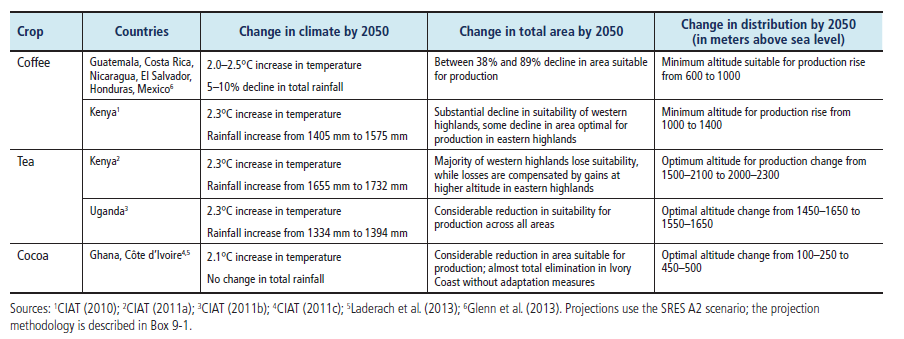 Crop Countries Change in climate by 2050 Change in total area by 2050 Change in distribution by 2050
(in meters above sea level)
Coffee Guatemala, Costa Rica,
Nicaragua, El Salvador,
Honduras, Mexico⁶
2.0–2.5°C increase in temperature
5–10% decline in total rainfall
Between 38% and 89% decline in area suitable
for production
Minimum altitude suitable for production rise
from 600 to 1000
Kenya¹
2.3°C increase in temperature
Rainfall increase from 1405 mm to 1575 mm
Substantial decline in suitability of western
highlands, some decline in area optimal for
production in eastern highlands
Minimum altitude for production rise from
1000 to 1400
Tea Kenya²
2.3°C increase in temperature
Rainfall increase from 1655 mm to 1732 mm
Majority of western highlands lose suitability,
while losses are compensated by gains at
higher altitude in eastern highlands
Optimum altitude for production change from
1500–2100 to 2000–2300
Uganda³
2.3°C increase in temperature
Rainfall increase from 1334 mm to 1394 mm
Considerable reduction in suitability for
production across all areas
Optimal altitude change from 1450–1650 to
1550–1650
Cocoa Ghana, Côte d'Ivoire⁴,⁵
2.1°C increase in temperature
No change in total rainfall
Considerable reduction in area suitable for
production; almost total elimination in Ivory
Coast without adaptation measures
Optimal altitude change from 100–250 to
450–500
Sources: ¹CIAT (2010); ²CIAT (2011a); ³CIAT (2011b); ⁴CIAT (2011c); ⁵Laderach et al. (2013); ⁶Glenn et al. (2013). Projections use the SRES A2 scenario; the projection
methodology is described in Box 9-1.